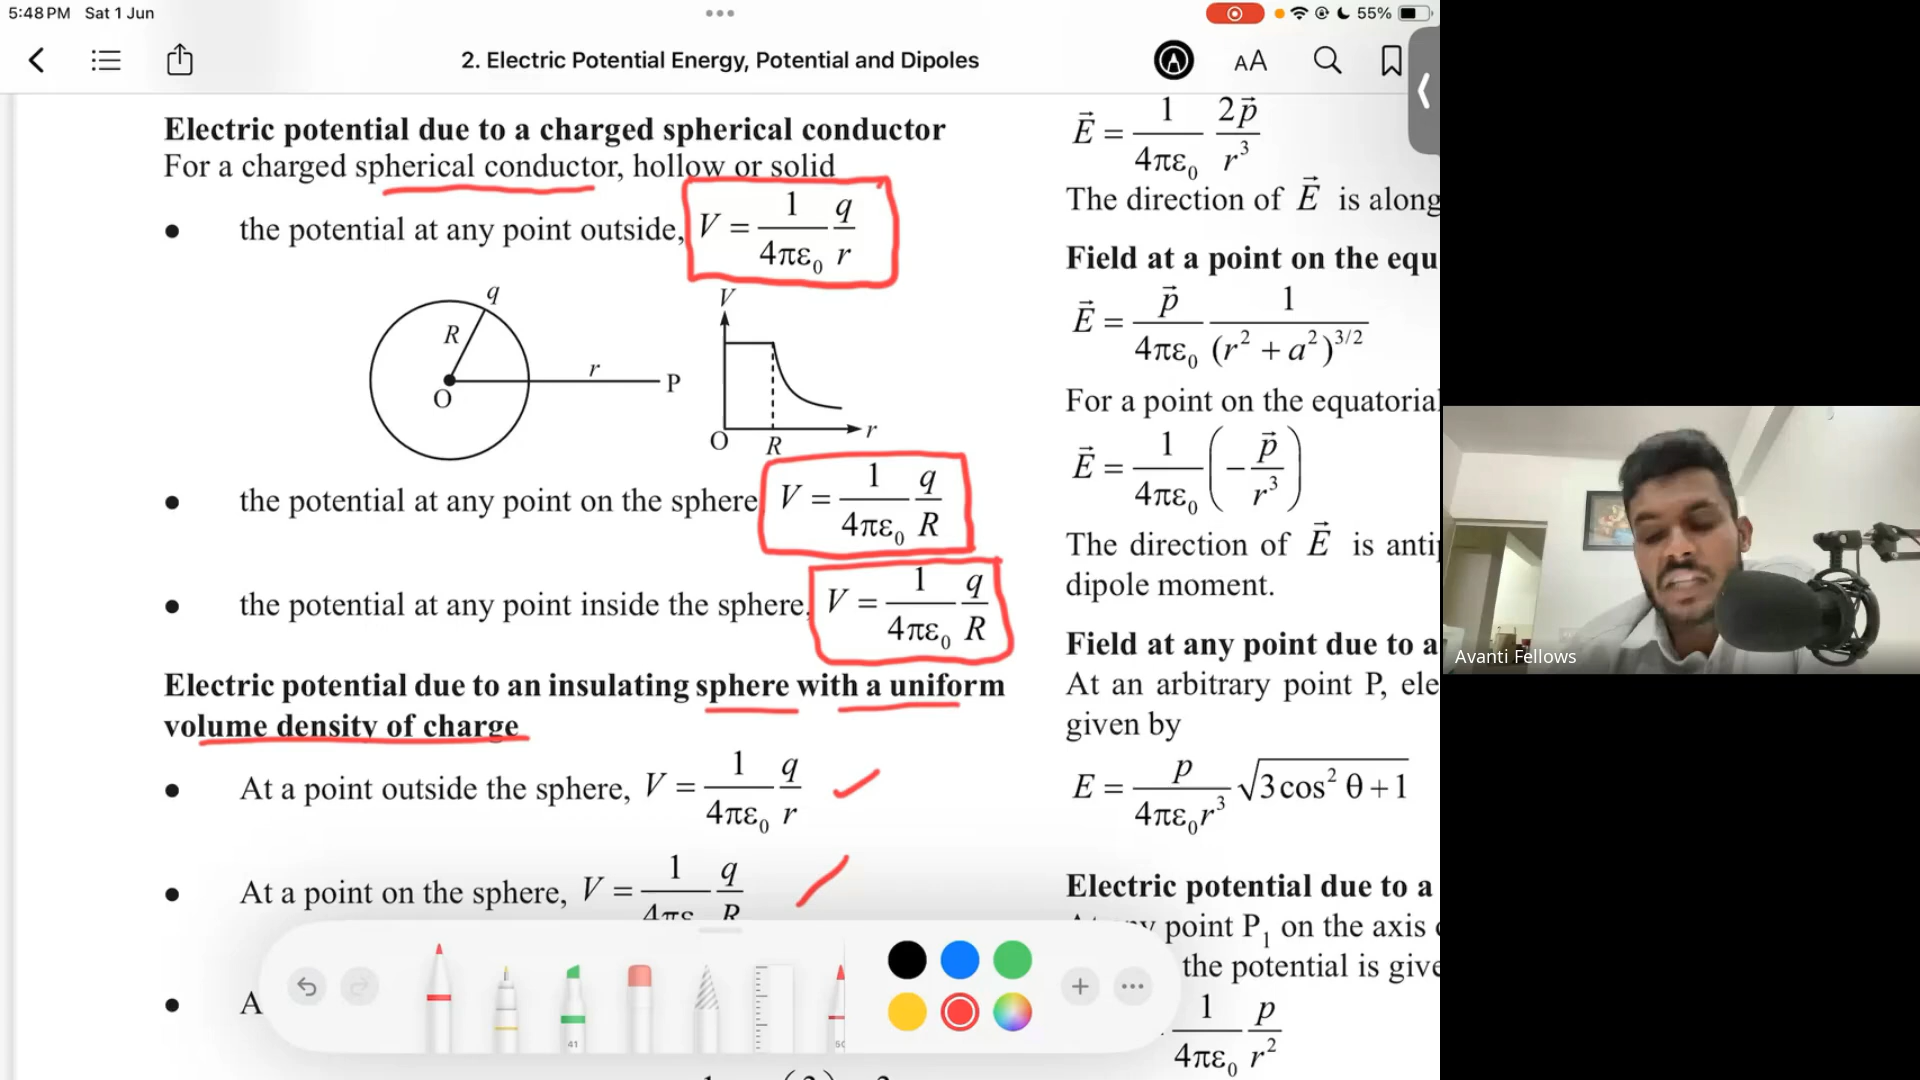 5:48 PM Sat 1 Jun
55%
2. Electric Potential Energy, Potential and Dipoles
AA
Electric potential due to a charged spherical conductor
For a charged spherical conductor, hollow or solid
• the potential at any point outside, V = 1/4πε₀ q/r
q
R
O
r
P
V
O
R
r
• the potential at any point on the sphere V = 1/4πε₀ q/R
• the potential at any point inside the sphere, V = 1/4πε₀ q/R
Electric potential due to an insulating sphere with a uniform
volume density of charge
• At a point outside the sphere, V = 1/4πε₀ q/r
• At a point on the sphere, V = 1/4πε q/R
• A
E⃗ = 1/4πε₀ 2p⃗/r³
The direction of E⃗ is along
Field at a point on the equ
E⃗ = p⃗/4πε₀ 1/(r² + a²)³/²
For a point on the equatorial
E⃗ = 1/4πε₀ (−p⃗/r³)
The direction of E⃗ is anti
dipole moment.
Field at any point due to a
At an arbitrary point P, ele
given by
E = p/4πε₀r³ √3cos² θ + 1
Electric potential due to a
point P₁ on the axis
the potential is give
1/4πε₀ p/r²
41
50
Avanti Fellows